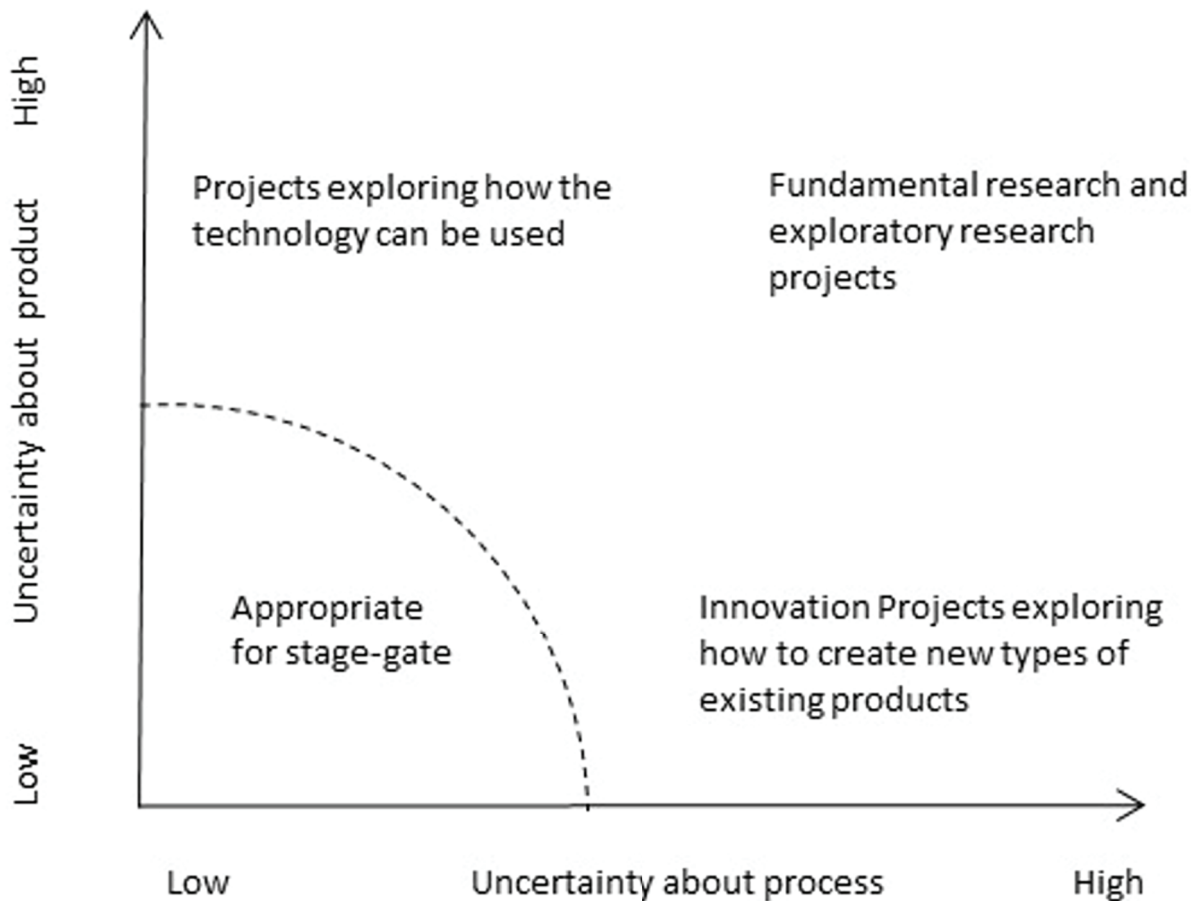 High
Uncertainty about product
Low
Projects exploring how the
technology can be used
Fundamental research and
exploratory research
projects
Appropriate
for stage-gate
Innovation Projects exploring
how to create new types of
existing products
Low
Uncertainty about process
High